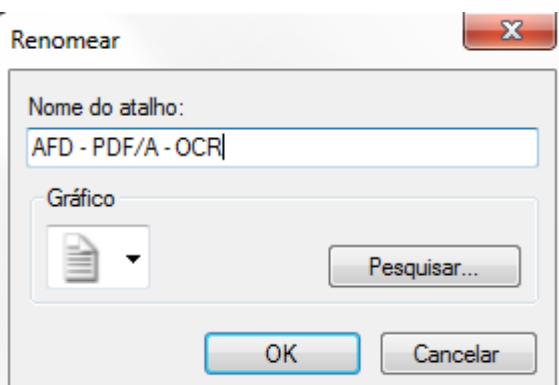 Renomear
Nome do atalho:
AFD - PDF/A - OCR
Gráfico
Pesquisar...
OK
Cancelar